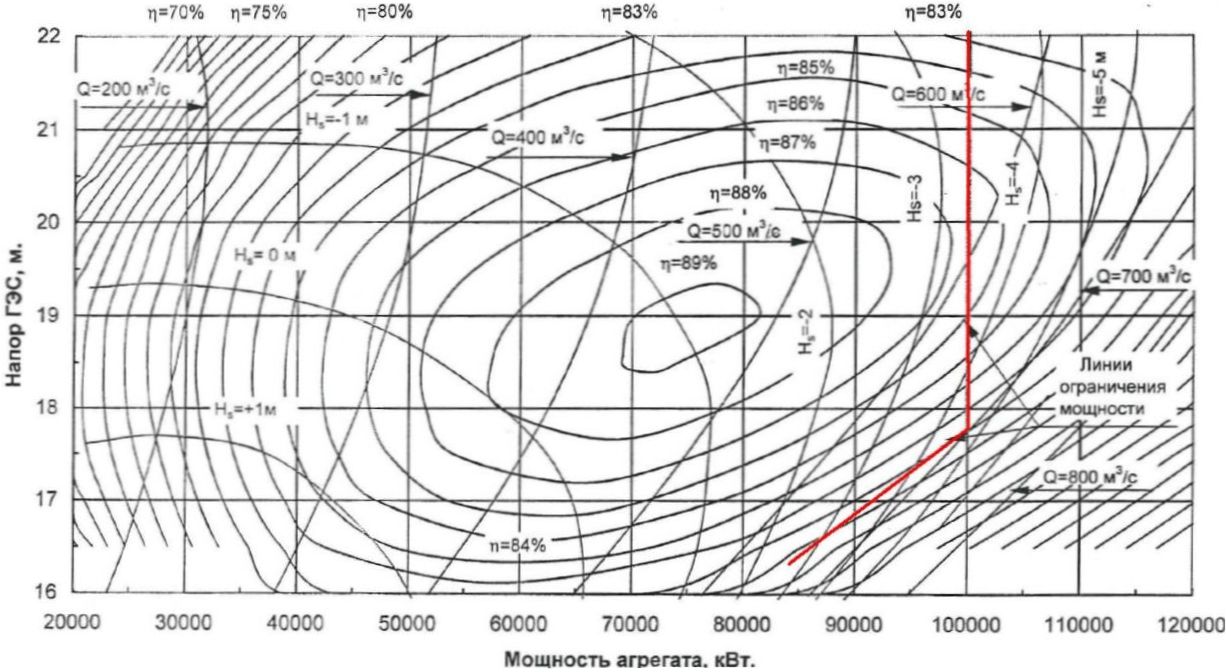 η=70% η=75% η=80% η=83% η=83%
22
21
20
19
18
17
16
Напор ГЭС, м.
Q=200 м³/с
Q=300 м³/с
Hₛ=-1 м
Q=400 м³/с
η=85%
η=86%
η=87%
Q=600 м³/с
Hs=-5 м
η=88%
Hs=-3
Hₛ=-4
Q=500 м³/с
Hₛ= 0 м
η=89%
Q=700 м³/с
Hₛ=-2
Линии
ограничения
мощности
Hₛ=+1м
Q=800 м³/с
η=84%
20000 30000 40000 50000 60000 70000 80000 90000 100000 110000 120000
Мощность агрегата, кВт.